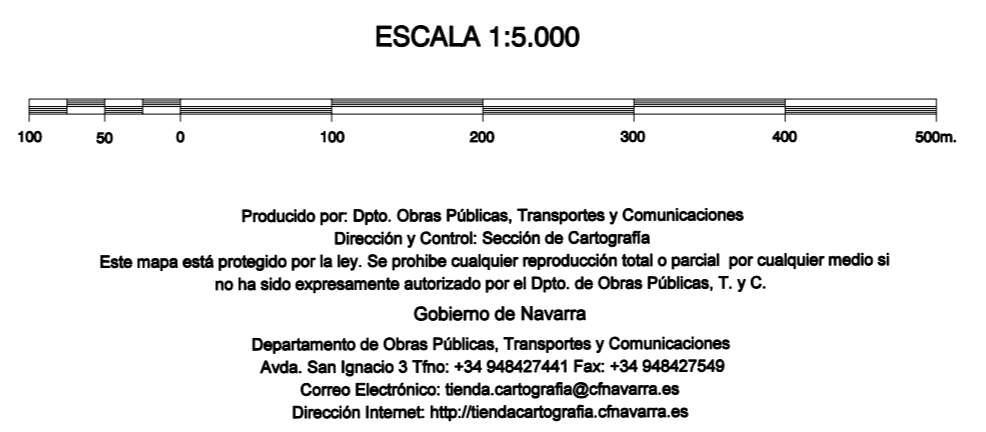 ESCALA 1:5.000
100 50 0 100 200 300 400 500m.
Producido por: Dpto. Obras Públicas, Transportes y Comunicaciones
Dirección y Control: Sección de Cartografía
Este mapa está protegido por la ley. Se prohibe cualquier reproducción total o parcial por cualquier medio si
no ha sido expresamente autorizado por el Dpto. de Obras Públicas, T. y C.
Gobierno de Navarra
Departamento de Obras Públicas, Transportes y Comunicaciones
Avda. San Ignacio 3 Tfno: +34 948427441 Fax: +34 948427549
Correo Electrónico: tienda.cartografia@cfnavarra.es
Dirección Internet: http://tiendacartografia.cfnavarra.es